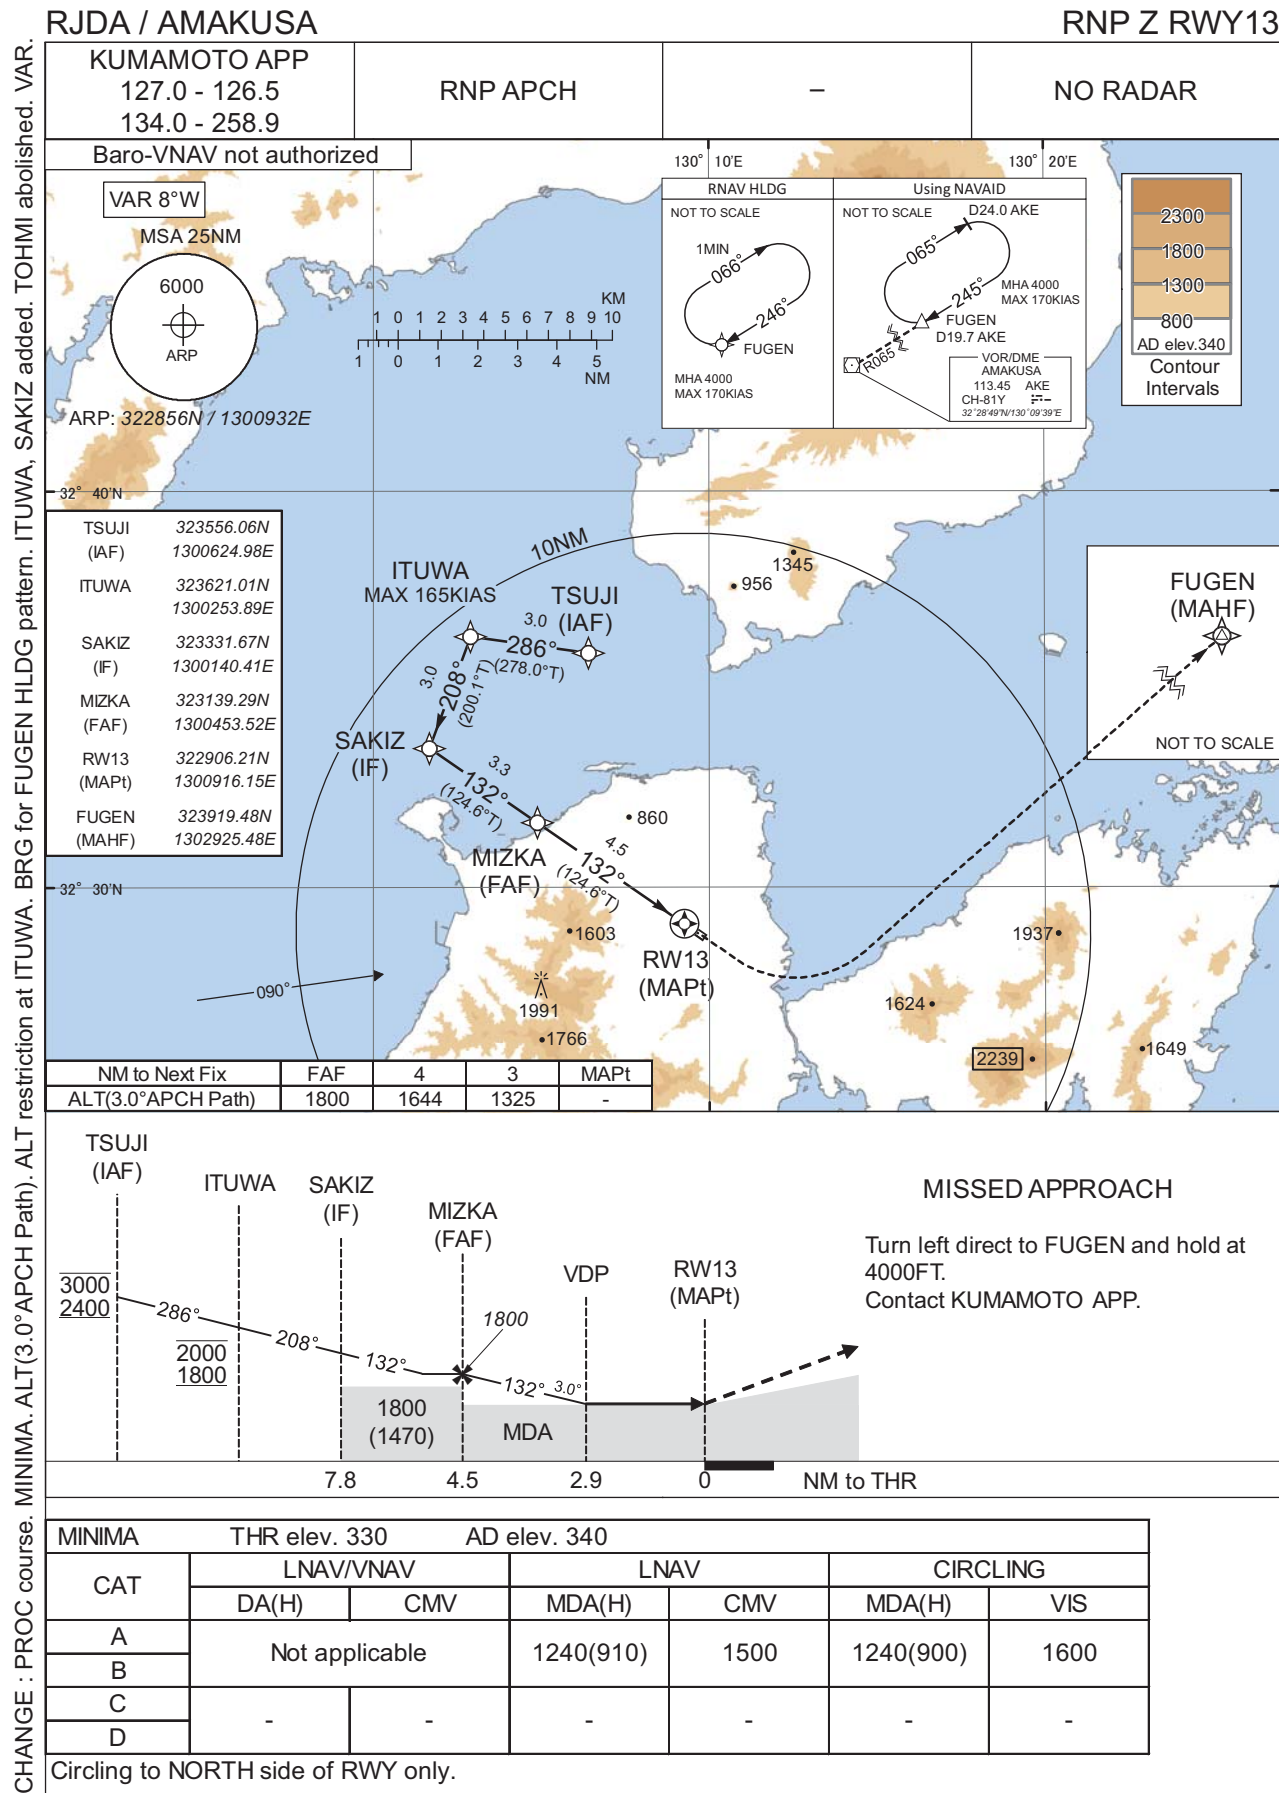 RJDA / AMAKUSA
RNP Z RWY13
CHANGE : PROC course. MINIMA. ALT(3.0°APCH Path). ALT restriction at ITUWA. BRG for FUGEN HLDG pattern. ITUWA, SAKIZ added. TOHMI abolished. VAR.
KUMAMOTO APP
127.0 - 126.5
134.0 - 258.9
RNP APCH
–
NO RADAR
Baro-VNAV not authorized
VAR 8°W
MSA 25NM
6000
ARP
ARP: 322856N / 1300932E
KM
1 0 1 2 3 4 5 6 7 8 9 10
1 0 1 2 3 4 5
NM
130° 10'E
130° 20'E
RNAV HLDG
NOT TO SCALE
1MIN
066°
246°
FUGEN
MHA 4000
MAX 170KIAS
Using NAVAID
NOT TO SCALE
D24.0 AKE
065°
245°
MHA 4000
MAX 170KIAS
FUGEN
D19.7 AKE
R065
VOR/DME
AMAKUSA
113.45 AKE
CH-81Y
32°28'49"N/130°09'39"E
2300
1800
1300
800
AD elev.340
Contour
Intervals
32° 40'N
TSUJI 323556.06N
(IAF) 1300624.98E
ITUWA 323621.01N
1300253.89E
SAKIZ 323331.67N
(IF) 1300140.41E
MIZKA 323139.29N
(FAF) 1300453.52E
RW13 322906.21N
(MAPt) 1300916.15E
FUGEN 323919.48N
(MAHF) 1302925.48E
10NM
ITUWA
MAX 165KIAS
TSUJI
(IAF)
3.0
286°
(278.0°T)
3.0
208°
(200.1°T)
SAKIZ
(IF)
3.3
132°
(124.6°T)
MIZKA
(FAF)
4.5
132°
(124.6°T)
RW13
(MAPt)
1345
956
860
FUGEN
(MAHF)
NOT TO SCALE
32° 30'N
1603
1991
1766
090°
1937
1624
2239
1649
NM to Next Fix FAF 4 3 MAPt
ALT(3.0°APCH Path) 1800 1644 1325 -
TSUJI
(IAF)
ITUWA
SAKIZ
(IF)
MIZKA
(FAF)
VDP
RW13
(MAPt)
3000
2400
286°
2000
1800
208°
132°
1800
132° 3.0°
1800
(1470)
MDA
7.8 4.5 2.9 0 NM to THR
MISSED APPROACH
Turn left direct to FUGEN and hold at
4000FT.
Contact KUMAMOTO APP.
MINIMA THR elev. 330 AD elev. 340
CAT LNAV/VNAV LNAV CIRCLING
DA(H) CMV MDA(H) CMV MDA(H) VIS
A
B
Not applicable 1240(910) 1500 1240(900) 1600
C
D
- - - - - -
Circling to NORTH side of RWY only.